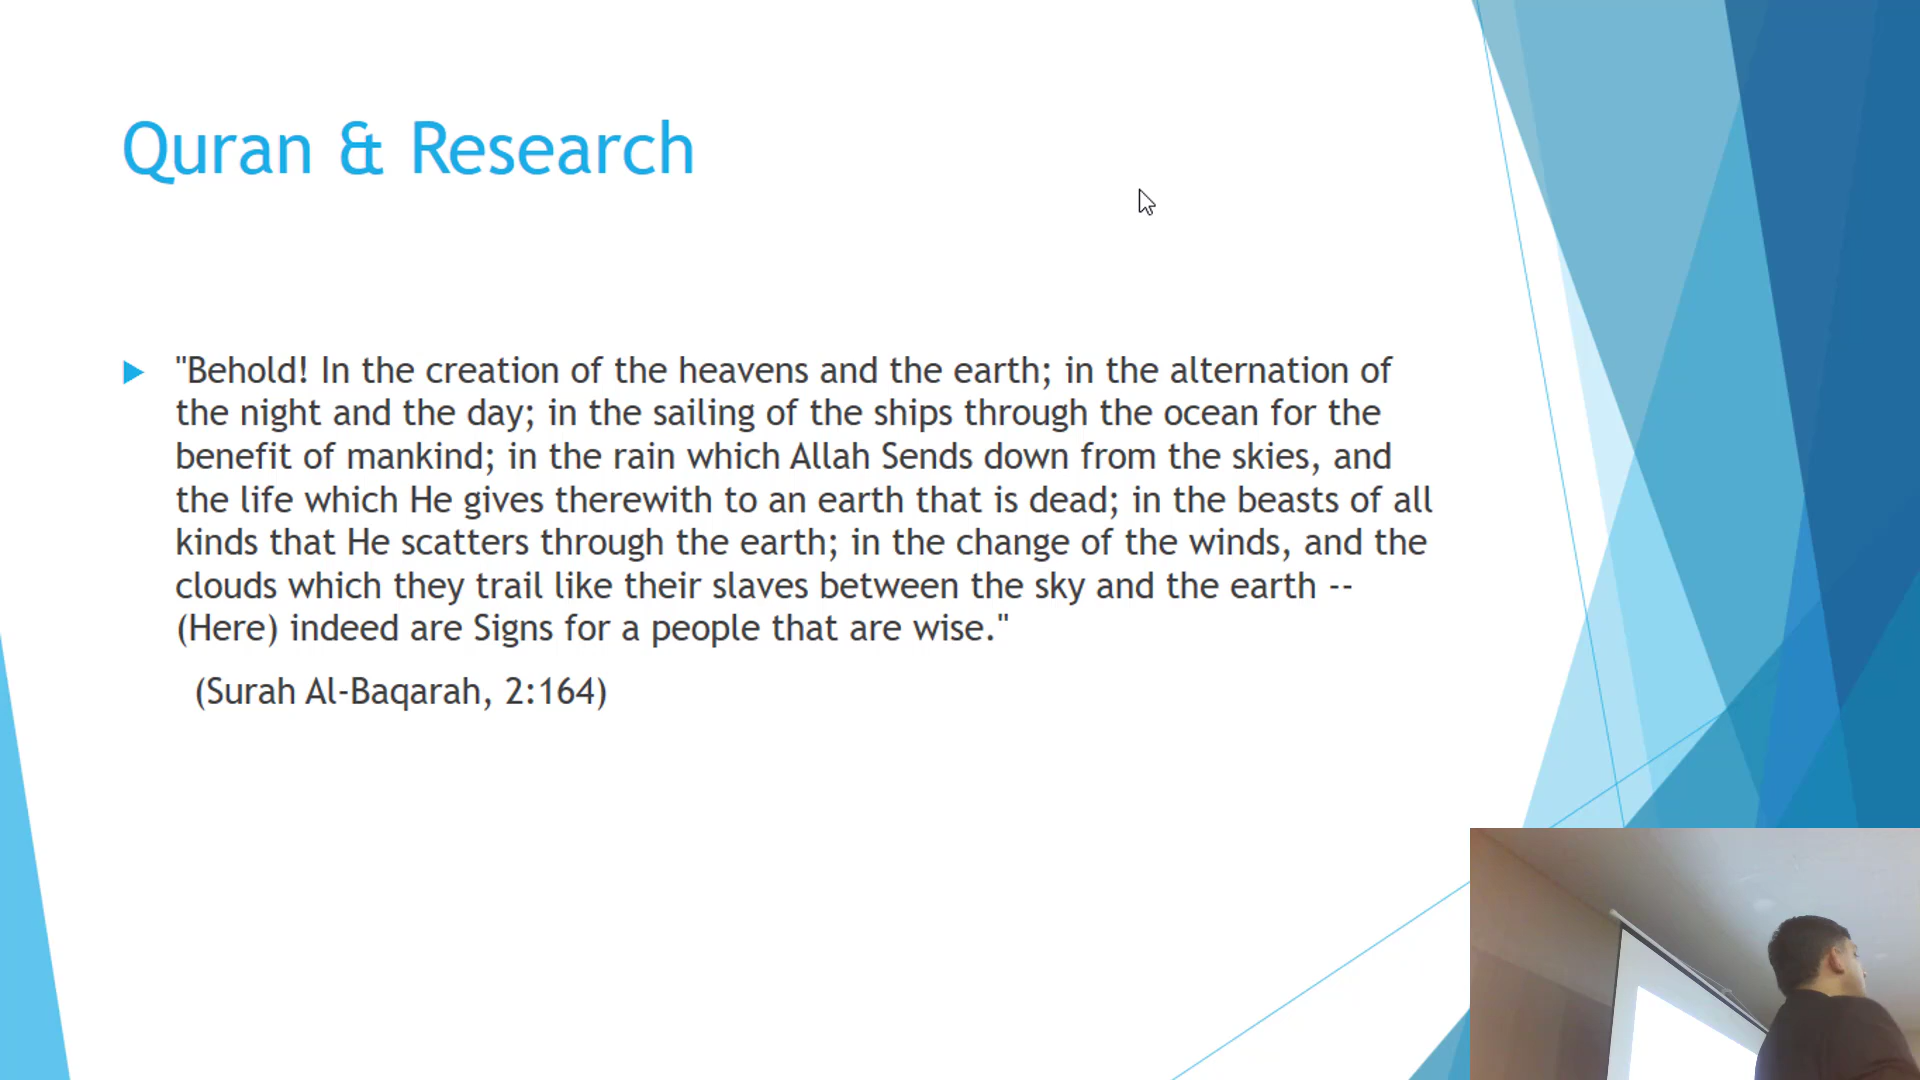 Quran & Research
"Behold! In the creation of the heavens and the earth; in the alternation of
the night and the day; in the sailing of the ships through the ocean for the
benefit of mankind; in the rain which Allah Sends down from the skies, and
the life which He gives therewith to an earth that is dead; in the beasts of all
kinds that He scatters through the earth; in the change of the winds, and the
clouds which they trail like their slaves between the sky and the earth --
(Here) indeed are Signs for a people that are wise."
(Surah Al-Baqarah, 2:164)